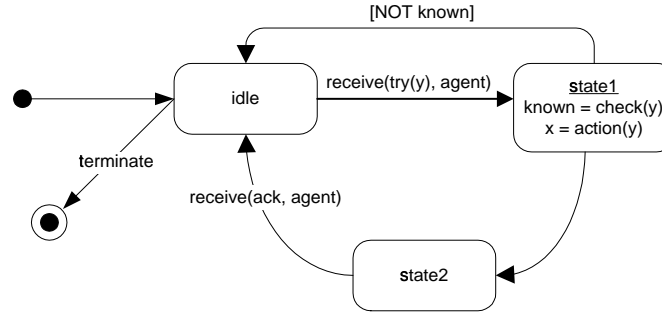 [NOT known]
idle
receive(try(y), agent)
state1
known = check(y)
x = action(y)
terminate
receive(ack, agent)
state2